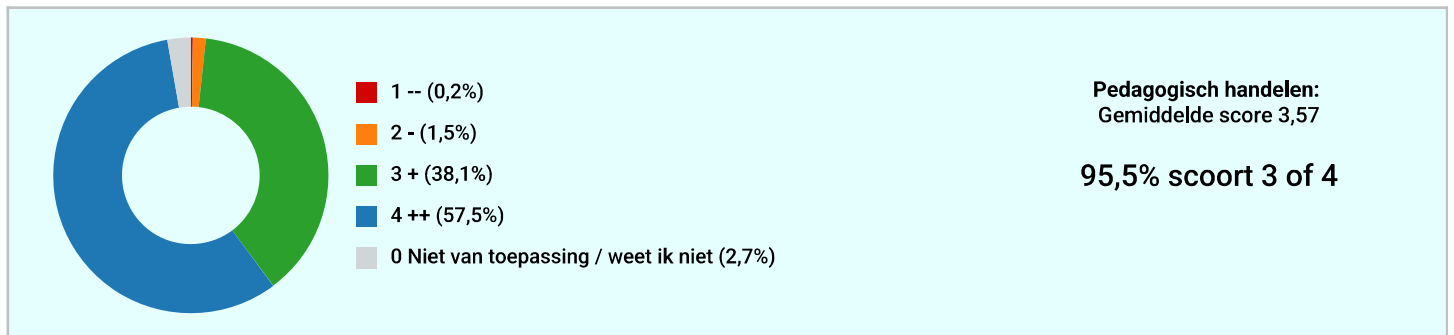 1 -- (0,2%)
2 - (1,5%)
3 + (38,1%)
4 ++ (57,5%)
0 Niet van toepassing / weet ik niet (2,7%)
Pedagogisch handelen:
Gemiddelde score 3,57
95,5% scoort 3 of 4